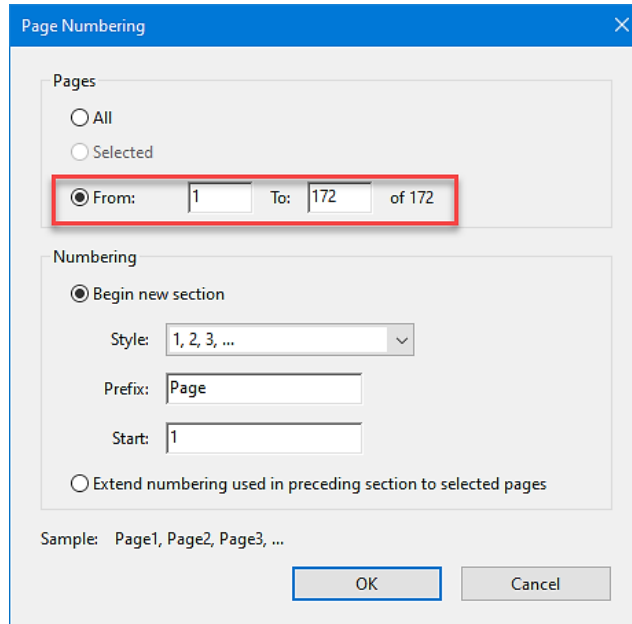 Page Numbering
Pages
All
Selected
From: 1 To: 172 of 172
Numbering
Begin new section
Style: 1, 2, 3, ...
Prefix: Page
Start: 1
Extend numbering used in preceding section to selected pages
Sample: Page1, Page2, Page3, ...
OK Cancel